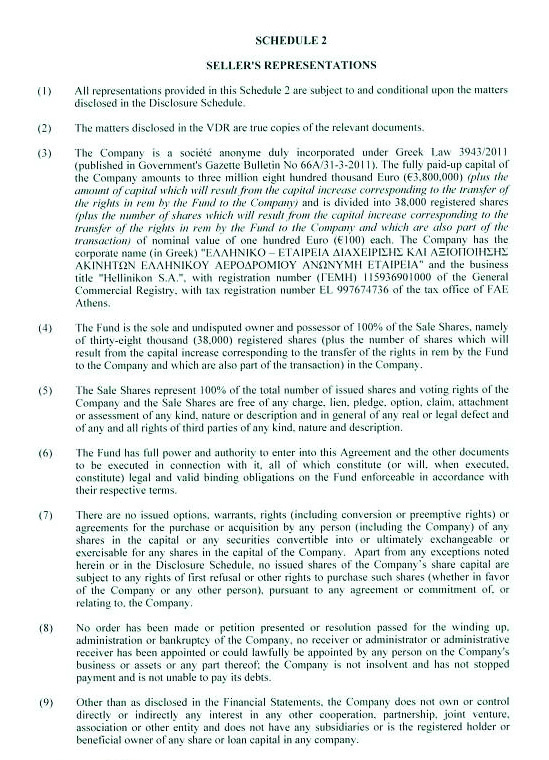 SCHEDULE 2
SELLER'S REPRESENTATIONS
(1) All representations provided in this Schedule 2 are subject to and conditional upon the matters
disclosed in the Disclosure Schedule.
(2) The matters disclosed in the VDR are true copies of the relevant documents.
(3) The Company is a société anonyme duly incorporated under Greek Law 3943/2011
(published in Government's Gazette Bulletin No 66A/31-3-2011). The fully paid-up capital of
the Company amounts to three million eight hundred thousand Euro (€3,800,000) (plus the
amount of capital which will result from the capital increase corresponding to the transfer of
the rights in rem by the Fund to the Company) and is divided into 38,000 registered shares
(plus the number of shares which will result from the capital increase corresponding to the
transfer of the rights in rem by the Fund to the Company and which are also part of the
transaction) of nominal value of one hundred Euro (€100) each. The Company has the
corporate name (in Greek) "ΕΛΛΗΝΙΚΟ – ΕΤΑΙΡΕΙΑ ΔΙΑΧΕΙΡΙΣΗΣ ΚΑΙ ΑΞΙΟΠΟΙΗΣΗΣ
ΑΚΙΝΗΤΩΝ ΕΛΛΗΝΙΚΟΥ ΑΕΡΟΔΡΟΜΙΟΥ ΑΝΩΝΥΜΗ ΕΤΑΙΡΕΙΑ" and the business
title "Hellinikon S.A.", with registration number (ΓΕΜΗ) 115936901000 of the General
Commercial Registry, with tax registration number EL 997674736 of the tax office of FAE
Athens.
(4) The Fund is the sole and undisputed owner and possessor of 100% of the Sale Shares, namely
of thirty-eight thousand (38,000) registered shares (plus the number of shares which will
result from the capital increase corresponding to the transfer of the rights in rem by the Fund
to the Company and which are also part of the transaction) in the Company.
(5) The Sale Shares represent 100% of the total number of issued shares and voting rights of the
Company and the Sale Shares are free of any charge, lien, pledge, option, claim, attachment
or assessment of any kind, nature or description and in general of any real or legal defect and
of any and all rights of third parties of any kind, nature and description.
(6) The Fund has full power and authority to enter into this Agreement and the other documents
to be executed in connection with it, all of which constitute (or will, when executed,
constitute) legal and valid binding obligations on the Fund enforceable in accordance with
their respective terms.
(7) There are no issued options, warrants, rights (including conversion or preemptive rights) or
agreements for the purchase or acquisition by any person (including the Company) of any
shares in the capital or any securities convertible into or ultimately exchangeable or
exercisable for any shares in the capital of the Company. Apart from any exceptions noted
herein or in the Disclosure Schedule, no issued shares of the Company's share capital are
subject to any rights of first refusal or other rights to purchase such shares (whether in favor
of the Company or any other person), pursuant to any agreement or commitment of, or
relating to, the Company.
(8) No order has been made or petition presented or resolution passed for the winding up,
administration or bankruptcy of the Company, no receiver or administrator or administrative
receiver has been appointed or could lawfully be appointed by any person on the Company's
business or assets or any part thereof; the Company is not insolvent and has not stopped
payment and is not unable to pay its debts.
(9) Other than as disclosed in the Financial Statements, the Company does not own or control
directly or indirectly any interest in any other cooperation, partnership, joint venture,
association or other entity and does not have any subsidiaries or is the registered holder or
beneficial owner of any share or loan capital in any company.